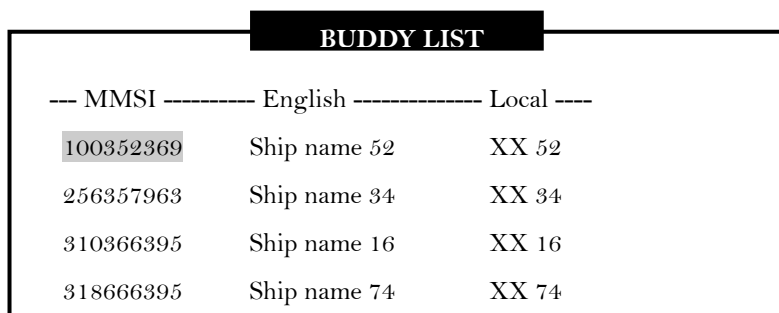 BUDDY LIST
--- MMSI ---------- English -------------- Local ----
100352369 Ship name 52 XX 52
256357963 Ship name 34 XX 34
310366395 Ship name 16 XX 16
318666395 Ship name 74 XX 74